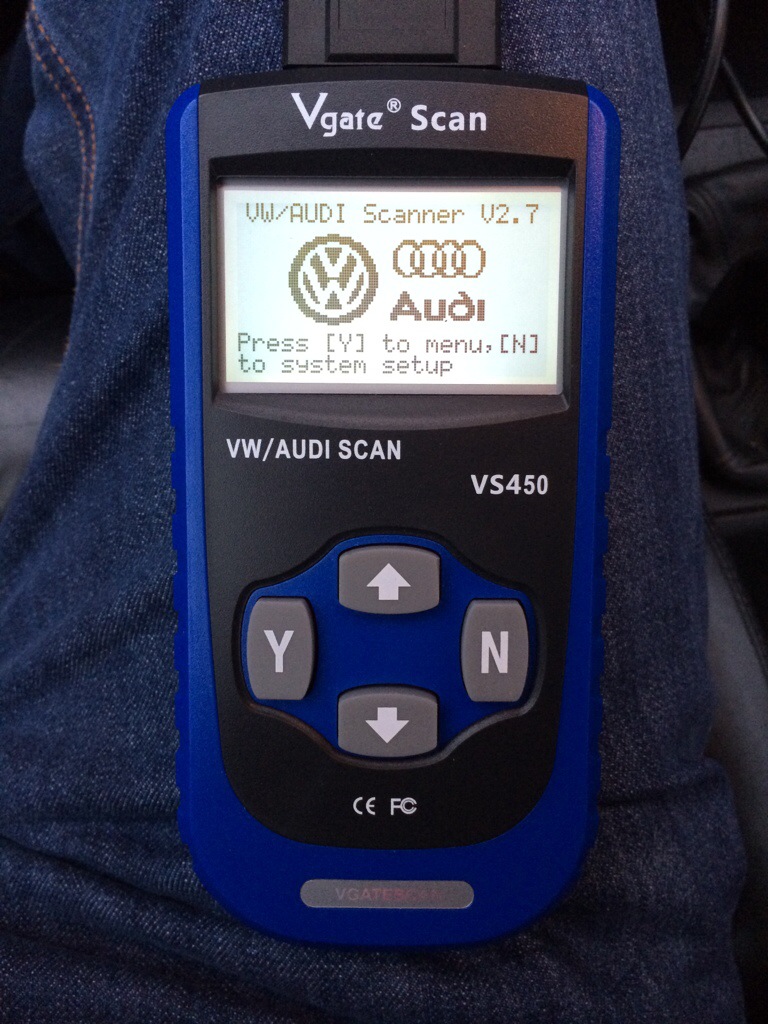 Vgate® Scan
VW/AUDI Scanner V2.7
Audi
Press [Y] to menu,[N]
to system setup
VW/AUDI SCAN
VS450
Y
N
CE FC
VGATESCAN